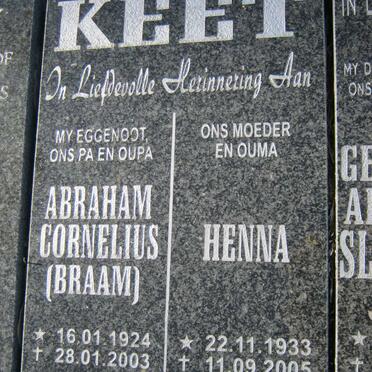 KEET
In Liefdevolle Herinnering Aan
MY EGGENOOT
ONS PA EN OUPA
ABRAHAM
CORNELIUS
(BRAAM)
★ 16.01.1924
† 28.01.2003
ONS MOEDER
EN OUMA
HENNA
★ 22.11.1933
† 11.09.2005